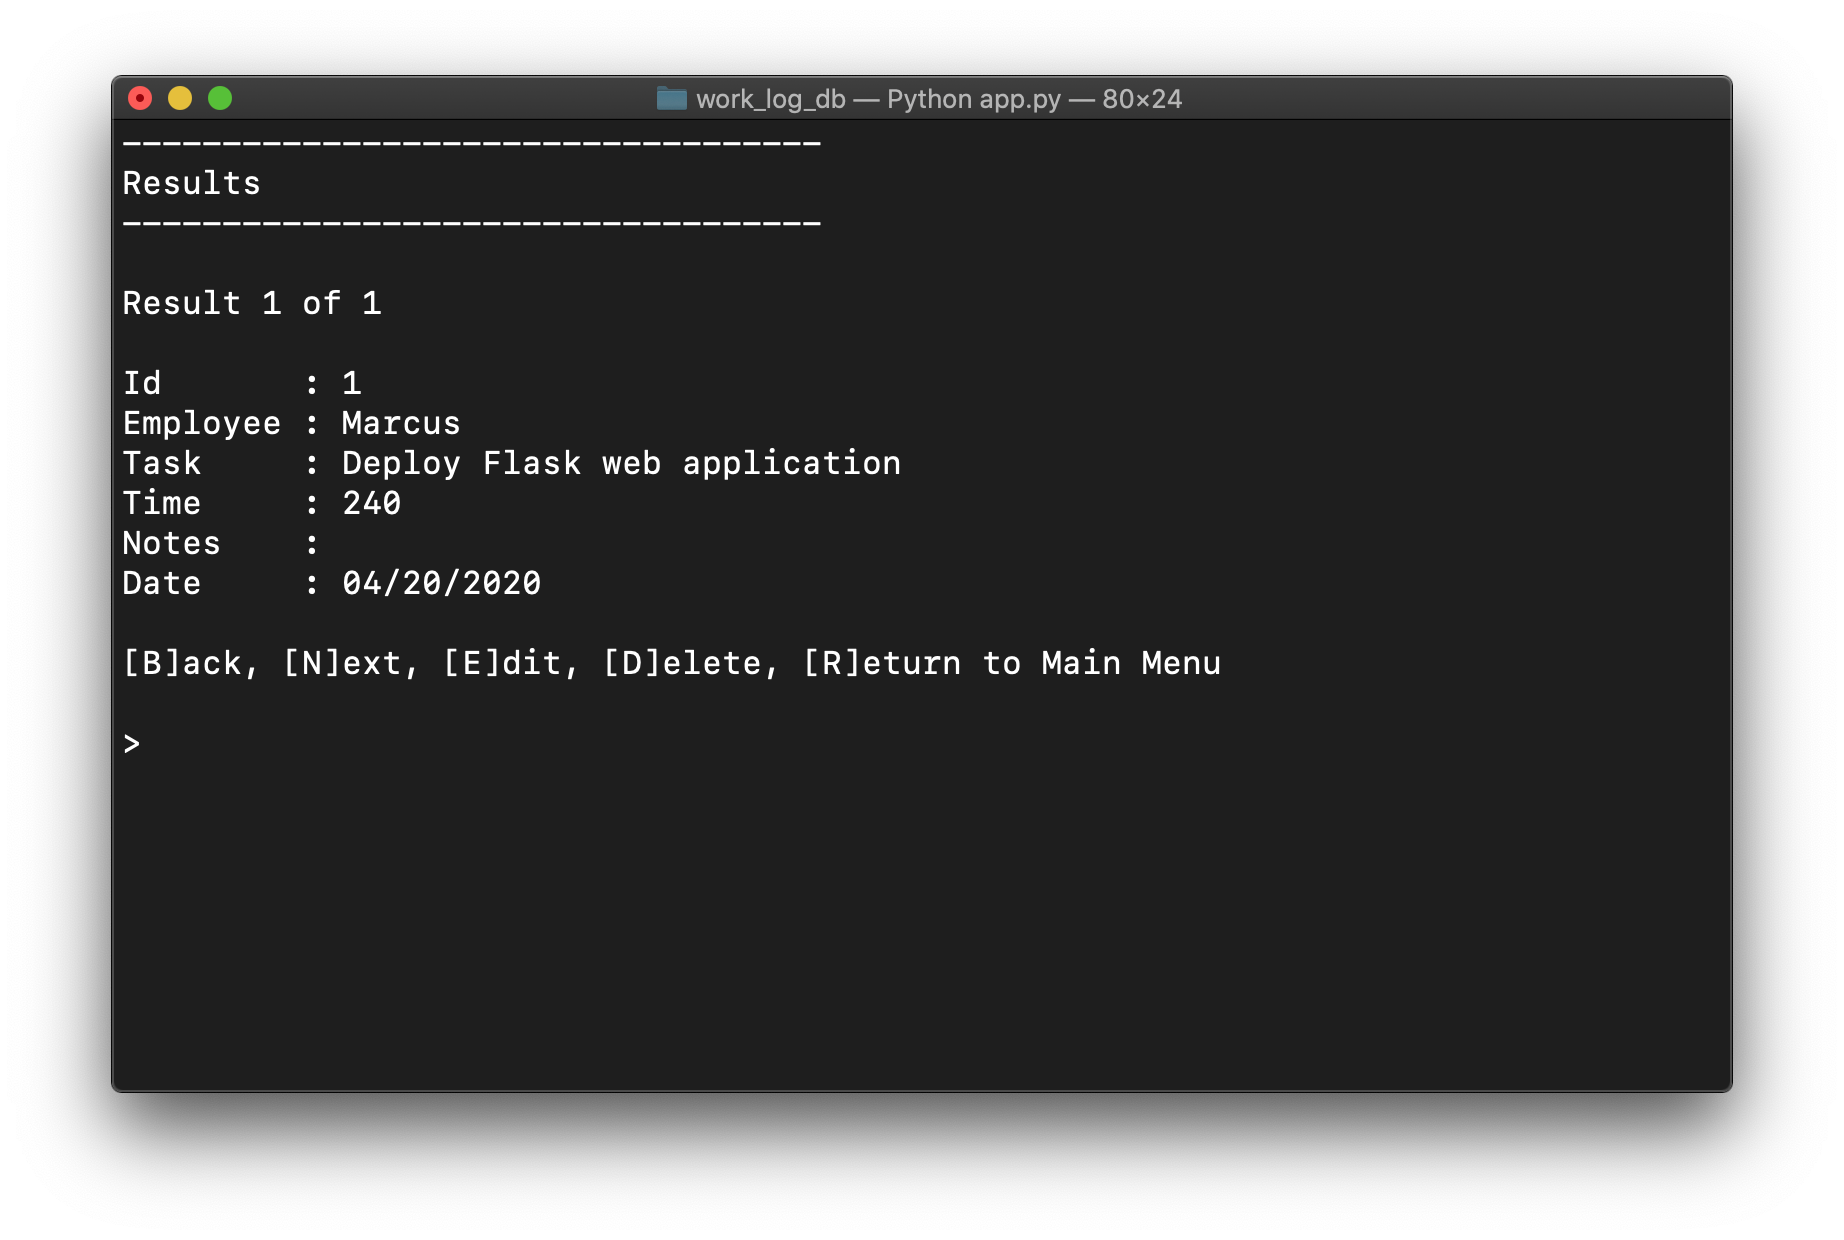 work_log_db — Python app.py — 80×24
-----------------------------------
Results
-----------------------------------
Result 1 of 1
Id       : 1
Employee : Marcus
Task     : Deploy Flask web application
Time     : 240
Notes    :
Date     : 04/20/2020
[B]ack, [N]ext, [E]dit, [D]elete, [R]eturn to Main Menu
>